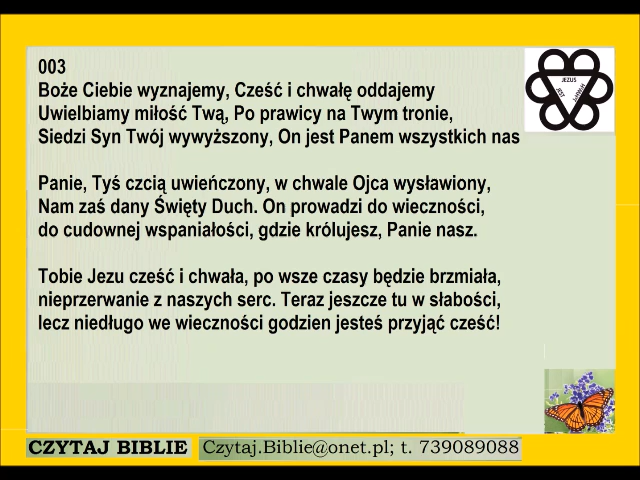 003
Boże Ciebie wyznajemy, Cześć i chwałę oddajemy
Uwielbiamy miłość Twą, Po prawicy na Twym tronie,
Siedzi Syn Twój wywyższony, On jest Panem wszystkich nas
Panie, Tyś czcią uwieńczony, w chwale Ojca wysławiony,
Nam zaś dany Święty Duch. On prowadzi do wieczności,
do cudownej wspaniałości, gdzie królujesz, Panie nasz.
Tobie Jezu cześć i chwała, po wsze czasy będzie brzmiała,
nieprzerwanie z naszych serc. Teraz jeszcze tu w słabości,
lecz niedługo we wieczności godzien jesteś przyjąć cześć!
JEZUS
JEST
CZYTAJ BIBLIE
Czytaj.Biblie@onet.pl; t. 739089088